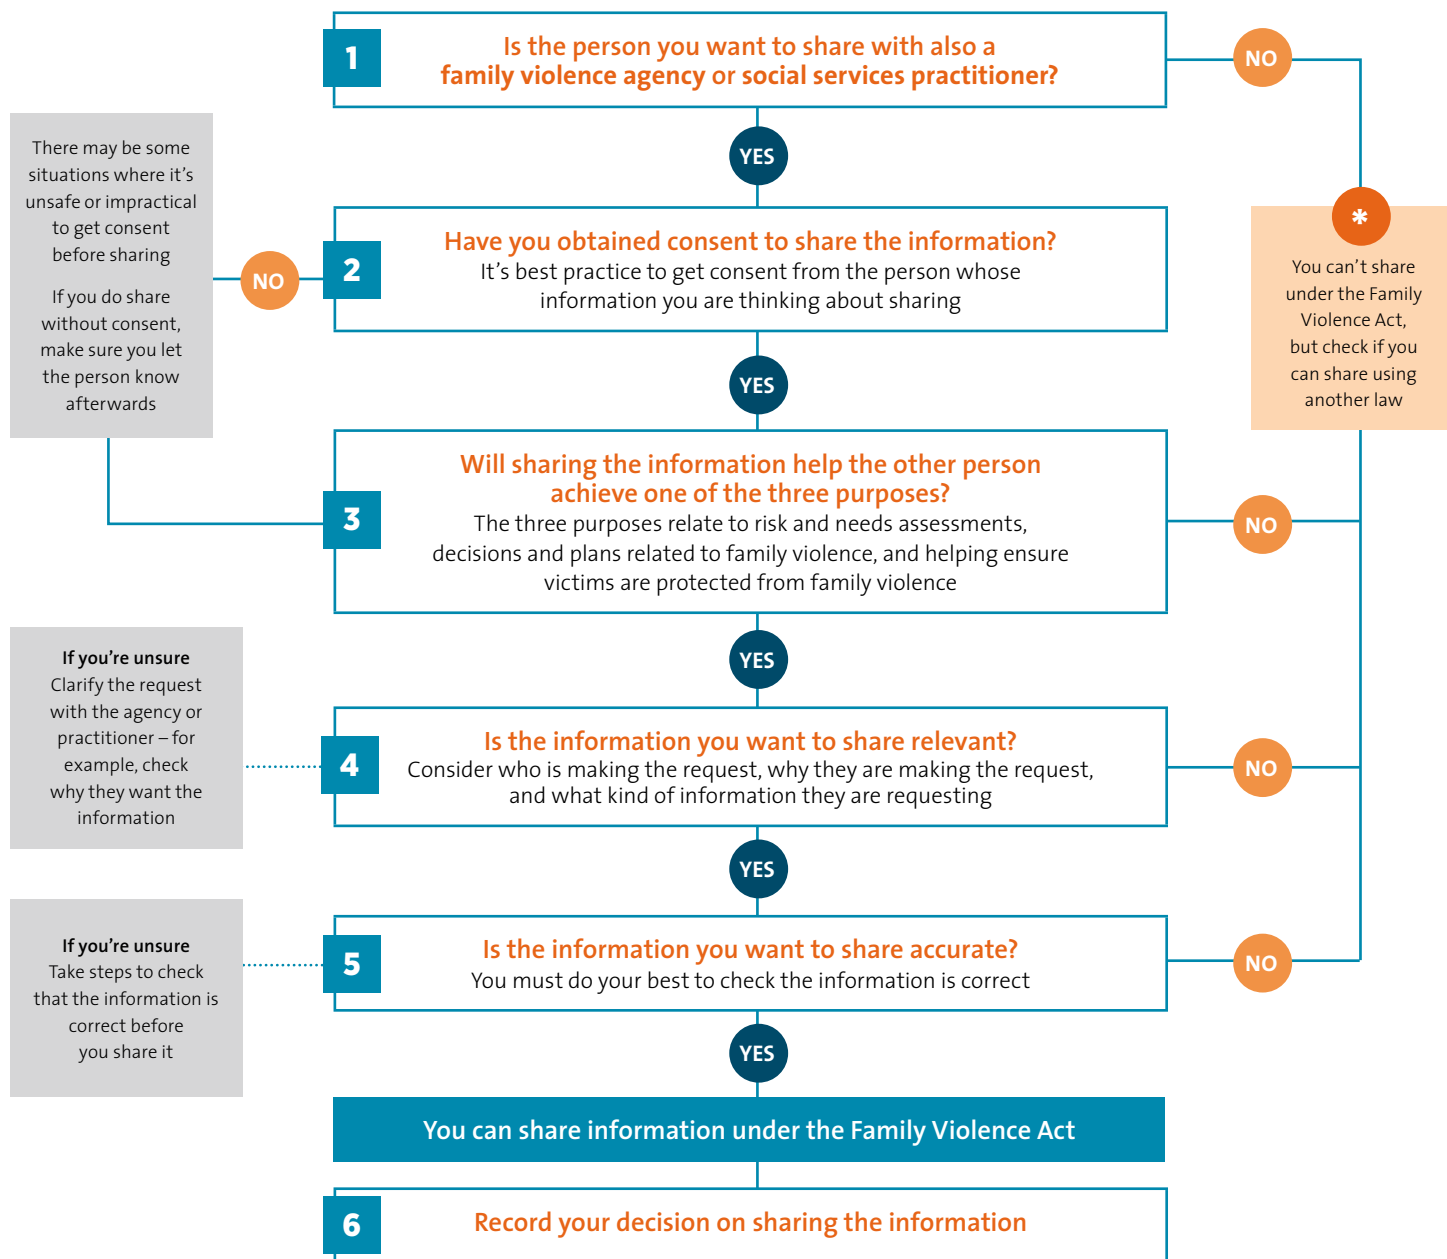 1
Is the person you want to share with also a
family violence agency or social services practitioner?
NO
YES
There may be some
situations where it’s
unsafe or impractical
to get consent
before sharing
If you do share
without consent,
make sure you let
the person know
afterwards
NO
2
Have you obtained consent to share the information?
It’s best practice to get consent from the person whose
information you are thinking about sharing
*
You can’t share
under the Family
Violence Act,
but check if you
can share using
another law
YES
3
Will sharing the information help the other person
achieve one of the three purposes?
The three purposes relate to risk and needs assessments,
decisions and plans related to family violence, and helping ensure
victims are protected from family violence
NO
YES
If you’re unsure
Clarify the request
with the agency or
practitioner – for
example, check
why they want the
information
4
Is the information you want to share relevant?
Consider who is making the request, why they are making the request,
and what kind of information they are requesting
NO
YES
If you’re unsure
Take steps to check
that the information is
correct before
you share it
5
Is the information you want to share accurate?
You must do your best to check the information is correct
NO
YES
You can share information under the Family Violence Act
6
Record your decision on sharing the information